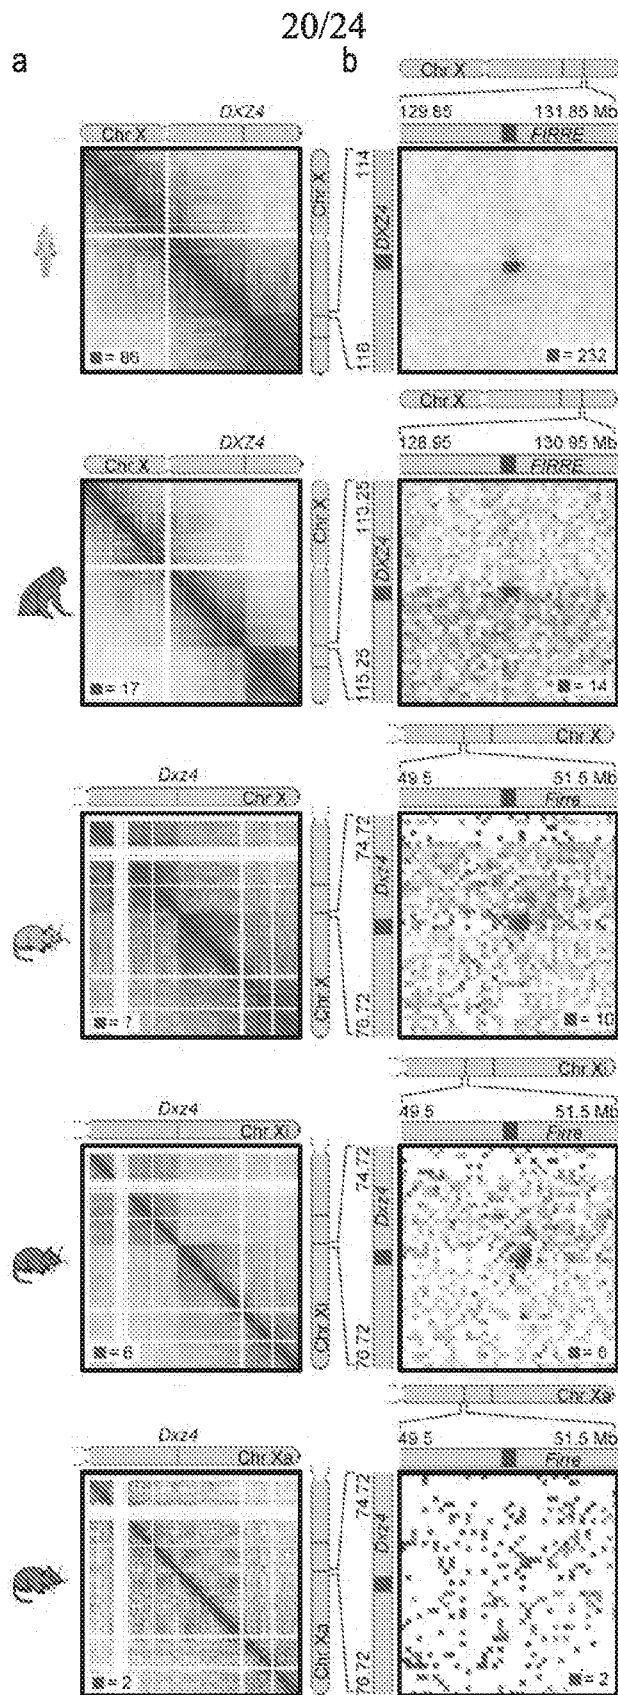 20/24
a
b
Chr X
129.85 131.85 Mb
DXZ4
Chr X
FIRRE
Chr X
114
DXZ4
116
= 86
= 232
Chr X
128.95 130.95 Mb
DXZ4
Chr X
FIRRE
Chr X
113.25
DXZ4
115.25
= 17
= 14
Chr X
49.5 51.5 Mb
Dxz4
Chr X
Firre
Chr X
74.72
Dxz4
76.72
= 7
= 10
Chr Xi
49.5 51.5 Mb
Dxz4
Chr Xi
Firre
Chr Xi
74.72
Dxz4
76.72
= 6
= 6
Chr Xa
49.5 51.5 Mb
Dxz4
Chr Xa
Firre
Chr Xa
74.72
Dxz4
76.72
= 2